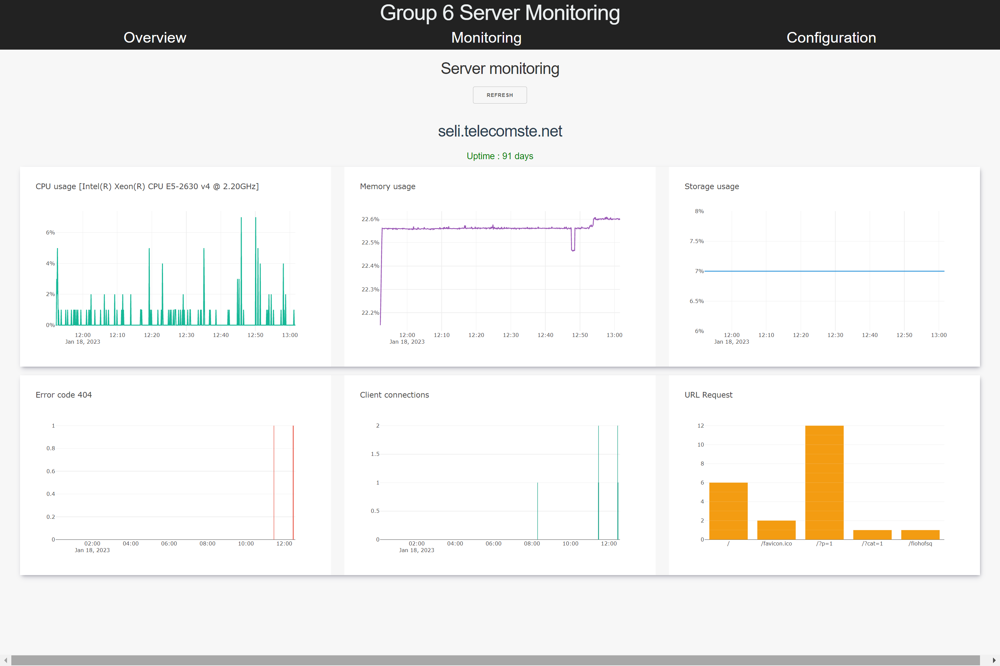 Group 6 Server Monitoring
Overview Monitoring Configuration
Server monitoring
REFRESH
seli.telecomste.net
Uptime : 91 days
CPU usage [Intel(R) Xeon(R) CPU E5-2630 v4 @ 2.20GHz]
6%
4%
2%
0%
12:00 12:10 12:20 12:30 12:40 12:50 13:00
Jan 18, 2023
Memory usage
22.6%
22.5%
22.4%
22.3%
22.2%
12:00 12:10 12:20 12:30 12:40 12:50 13:00
Jan 18, 2023
Storage usage
8%
7.5%
7%
6.5%
6%
12:00 12:10 12:20 12:30 12:40 12:50 13:00
Jan 18, 2023
Error code 404
1
0.8
0.6
0.4
0.2
0
02:00 04:00 06:00 08:00 10:00 12:00
Jan 18, 2023
Client connections
2
1.5
1
0.5
0
02:00 04:00 06:00 08:00 10:00 12:00
Jan 18, 2023
URL Request
12
10
8
6
4
2
0
/ /favicon.ico /?p=1 /?cat=1 /fiohofsq